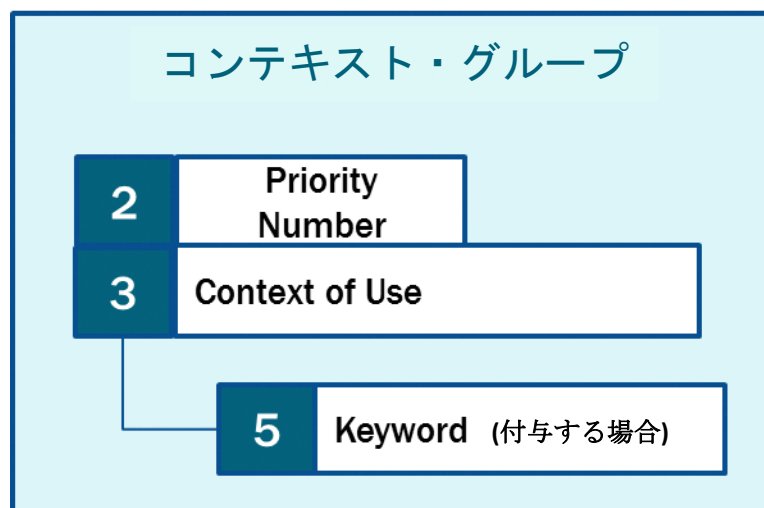 コンテキスト・グループ
2 Priority
Number
3 Context of Use
5 Keyword (付与する場合)